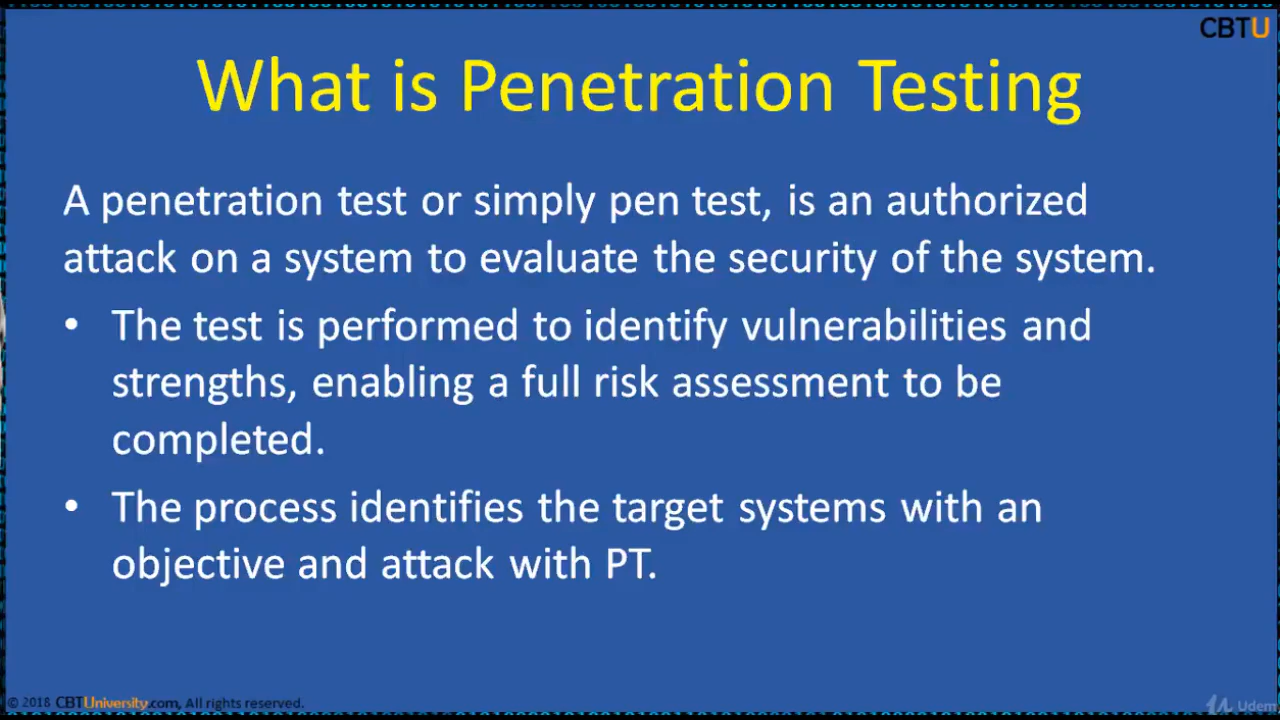 CBTU
What is Penetration Testing
A penetration test or simply pen test, is an authorized
attack on a system to evaluate the security of the system.
• The test is performed to identify vulnerabilities and
strengths, enabling a full risk assessment to be
completed.
• The process identifies the target systems with an
objective and attack with PT.
© 2018 CBTUniversity.com, All rights reserved.